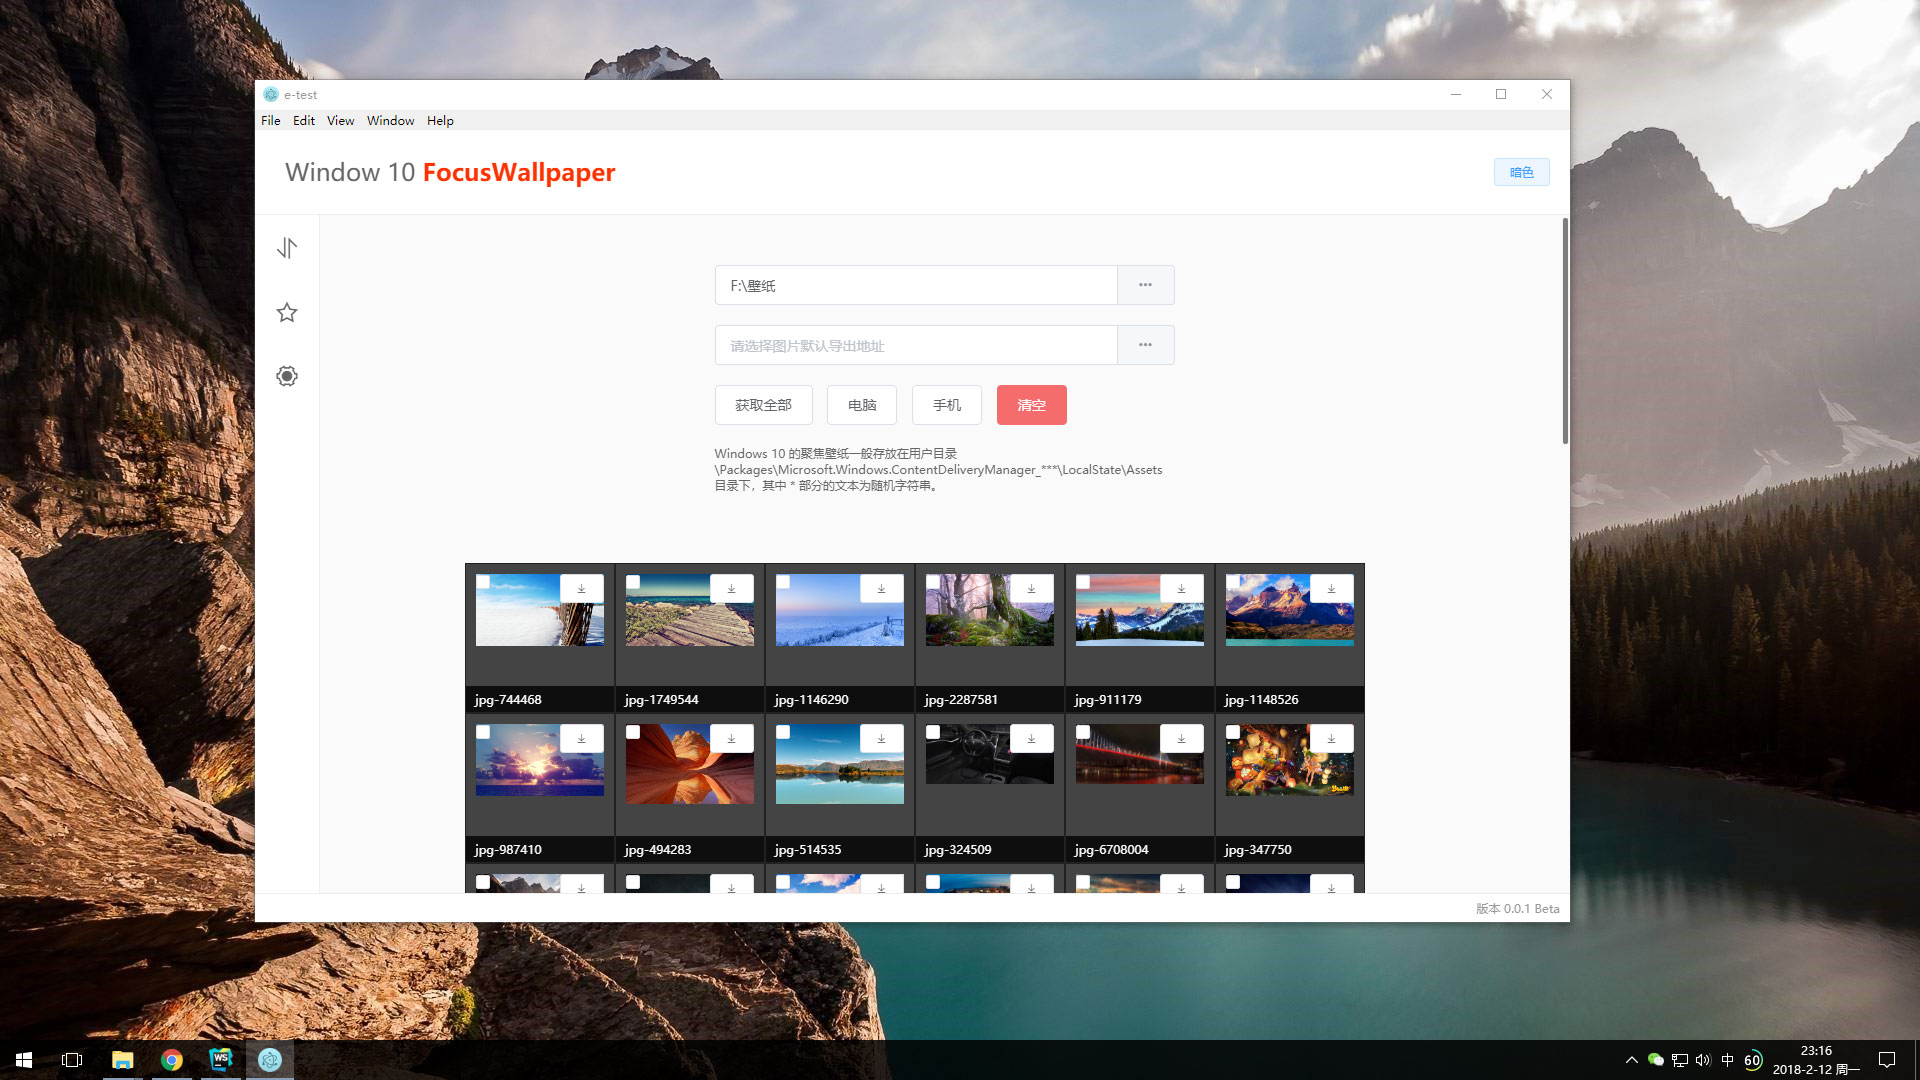 e-test
File Edit View Window Help
Window 10 FocusWallpaper
暗色
F:\壁纸
请选择图片默认导出地址
获取全部 电脑 手机 清空
Windows 10 的聚焦壁纸一般存放在用户目录
\Packages\Microsoft.Windows.ContentDeliveryManager_***\LocalState\Assets
目录下，其中 * 部分的文本为随机字符串。
jpg-744468 jpg-1749544 jpg-1146290 jpg-2287581 jpg-911179 jpg-1148526
jpg-987410 jpg-494283 jpg-514535 jpg-324509 jpg-6708004 jpg-347750
版本 0.0.1 Beta
WS
中 60
23:16
2018-2-12 周一